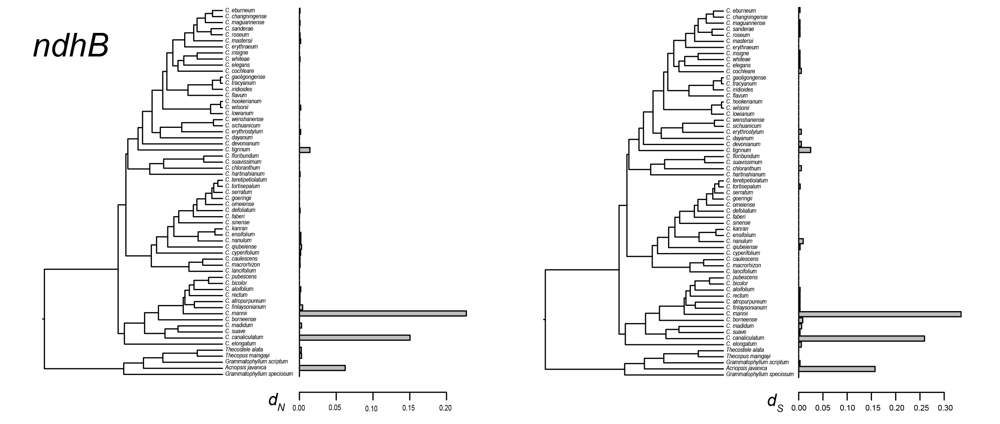 ndhB
C. eburneum
C. changningense
C. maguannense
C. sanderae
C. roseum
C. mastersii
C. erythraeum
C. insigne
C. whiteae
C. elegans
C. cochleare
C. gaoligongense
C. tracyanum
C. iridioides
C. flavum
C. hookerianum
C. wilsonii
C. lowianum
C. wenshanense
C. sichuanicum
C. erythrostylum
C. dayanum
C. devonianum
C. tigrinum
C. floribundum
C. suavissimum
C. chloranthum
C. hartinahianum
C. teretipetiolatum
C. tortisepalum
C. serratum
C. goeringii
C. omeiense
C. defoliatum
C. faberi
C. sinense
C. kanran
C. ensifolium
C. nanulum
C. qiubeiense
C. cyperifolium
C. caulescens
C. macrorhizon
C. lancifolium
C. pubescens
C. bicolor
C. aloifolium
C. rectum
C. atropurpureum
C. finlaysonianum
C. mannii
C. borneense
C. madidum
C. suave
C. canaliculatum
C. elongatum
Thecostele alata
Thecopus maingayi
Grammatophyllum scriptum
Acriopsis javanica
Grammatophyllum speciosum
dN
0.00 0.05 0.10 0.15 0.20
C. eburneum
C. changningense
C. maguannense
C. sanderae
C. roseum
C. mastersii
C. erythraeum
C. insigne
C. whiteae
C. elegans
C. cochleare
C. gaoligongense
C. tracyanum
C. iridioides
C. flavum
C. hookerianum
C. wilsonii
C. lowianum
C. wenshanense
C. sichuanicum
C. erythrostylum
C. dayanum
C. devonianum
C. tigrinum
C. floribundum
C. suavissimum
C. chloranthum
C. hartinahianum
C. teretipetiolatum
C. tortisepalum
C. serratum
C. goeringii
C. omeiense
C. defoliatum
C. faberi
C. sinense
C. kanran
C. ensifolium
C. nanulum
C. qiubeiense
C. cyperifolium
C. caulescens
C. macrorhizon
C. lancifolium
C. pubescens
C. bicolor
C. aloifolium
C. rectum
C. atropurpureum
C. finlaysonianum
C. mannii
C. borneense
C. madidum
C. suave
C. canaliculatum
C. elongatum
Thecostele alata
Thecopus maingayi
Grammatophyllum scriptum
Acriopsis javanica
Grammatophyllum speciosum
dS
0.00 0.05 0.10 0.15 0.20 0.25 0.30